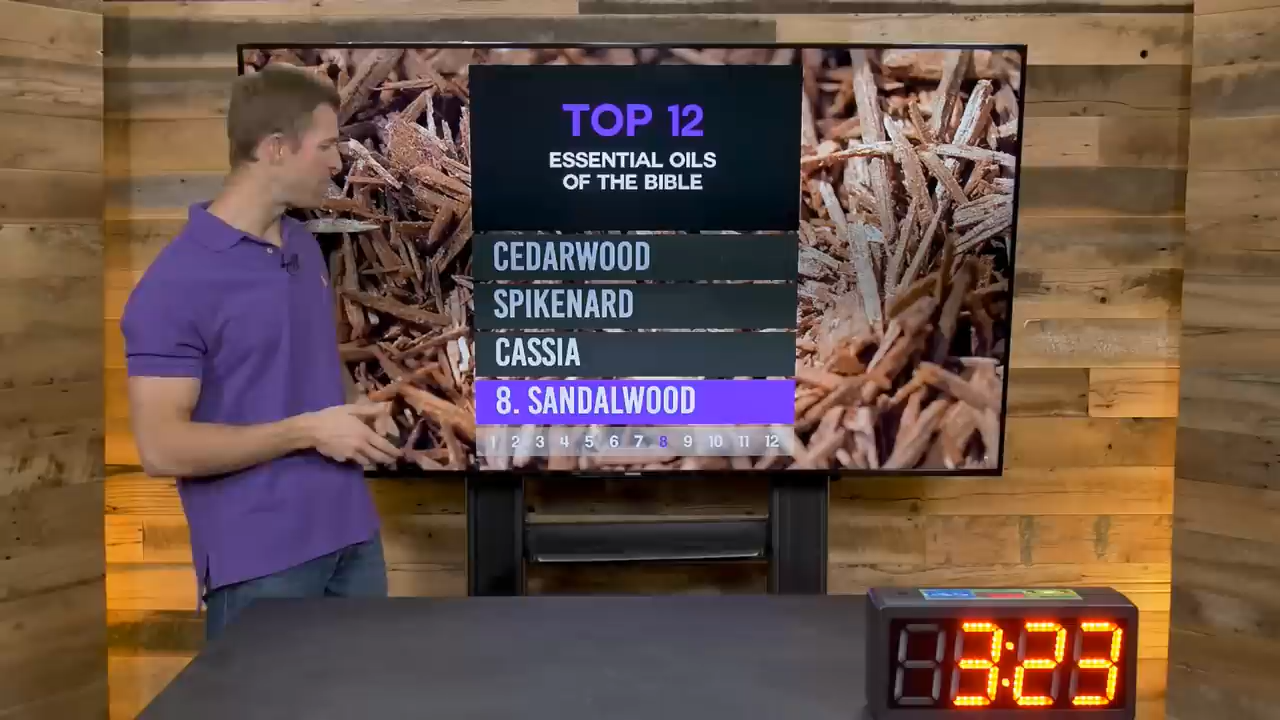 TOP 12
ESSENTIAL OILS
OF THE BIBLE
CEDARWOOD
SPIKENARD
CASSIA
8. SANDALWOOD
1 2 3 4 5 6 7 8 9 10 11 12
3:23